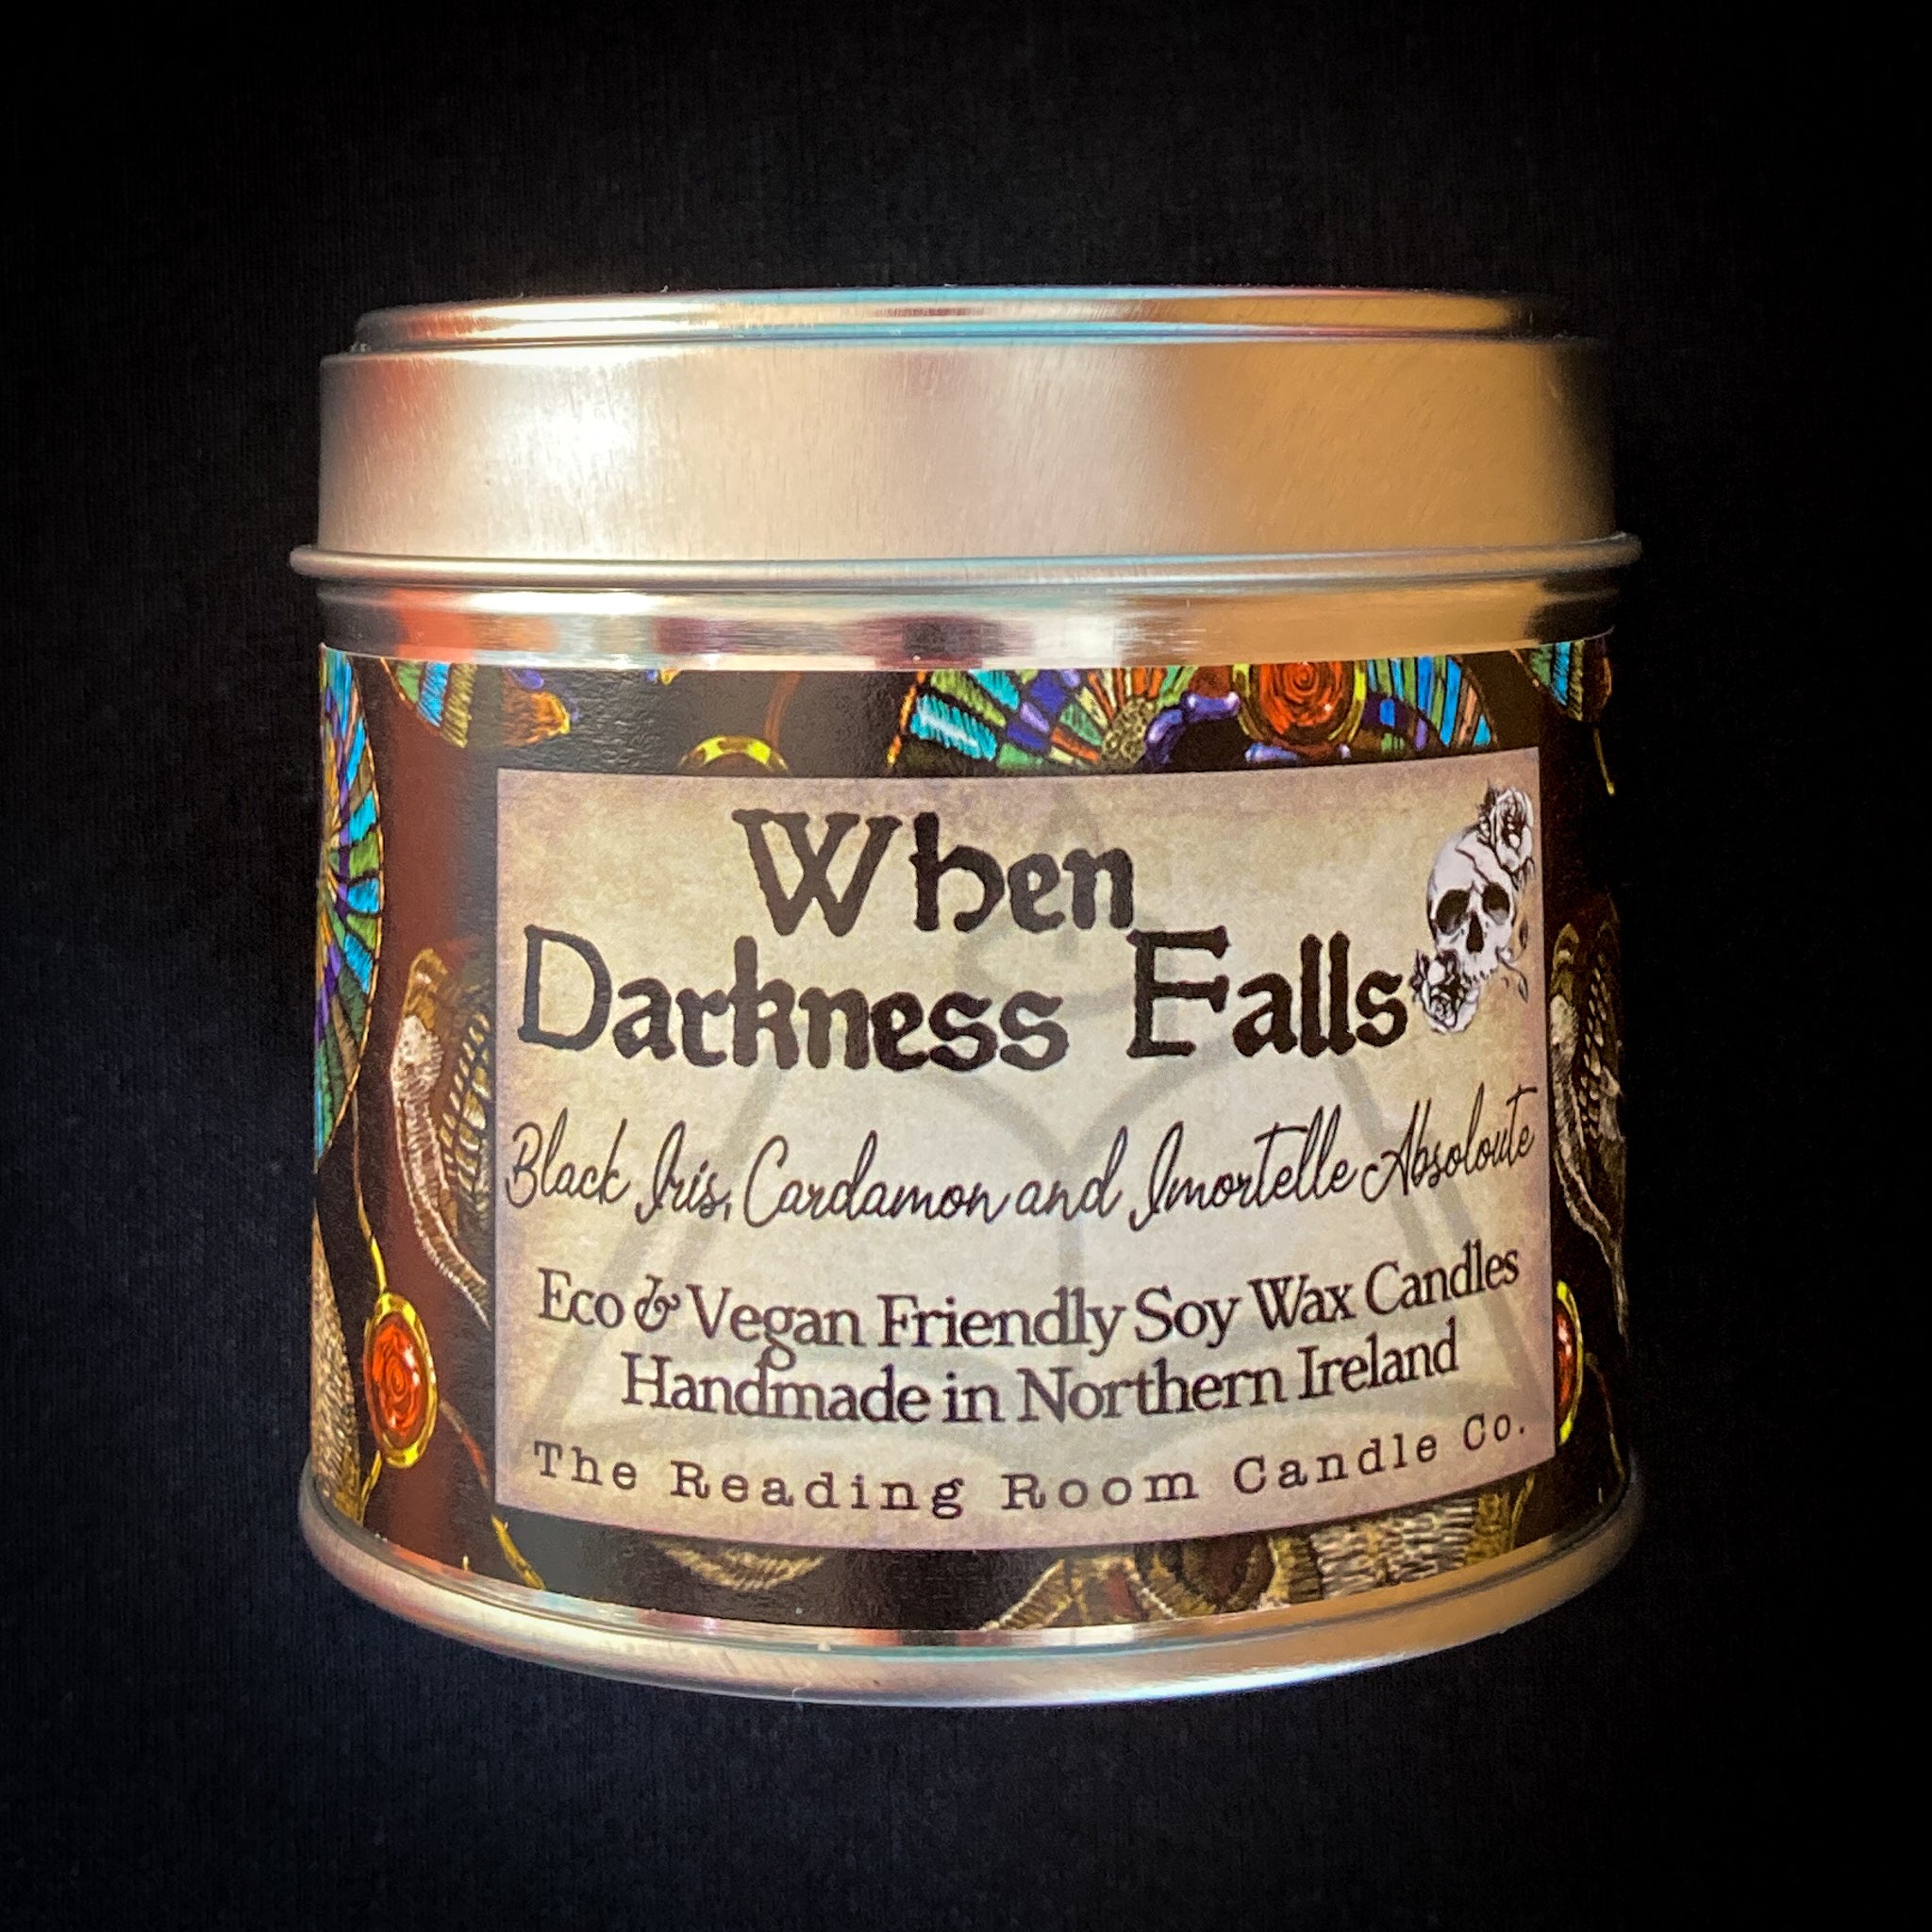 When
Darkness Falls
Black Iris, Cardamon and Imortelle Absoloute
Eco & Vegan Friendly Soy Wax Candles
Handmade in Northern Ireland
The Reading Room Candle Co.